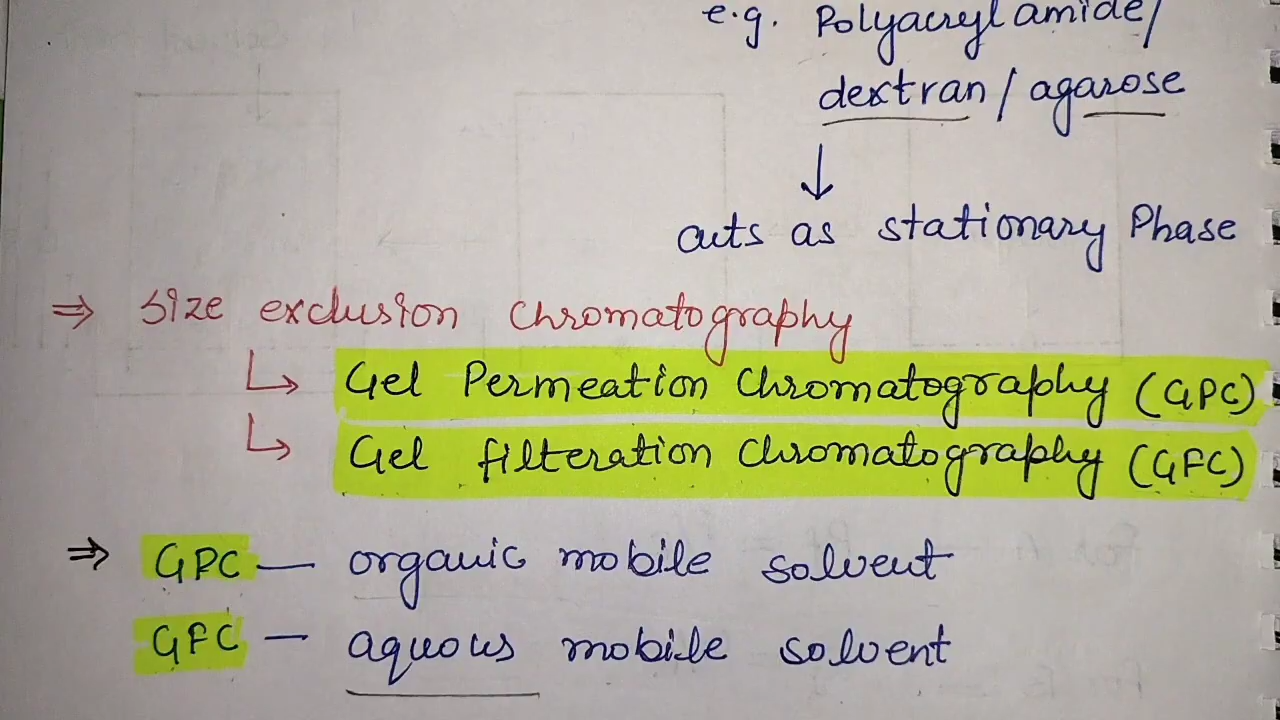 e.g. Polyacrylamide/
dextran / agarose
↓
acts as stationary Phase
⇒ Size exclusion Chromatography
↳ Gel Permeation Chromatography (GPC)
↳ Gel filteration Chromatography (GFC)
⇒ GPC — organic mobile solvent
GFC — aquous mobile solvent